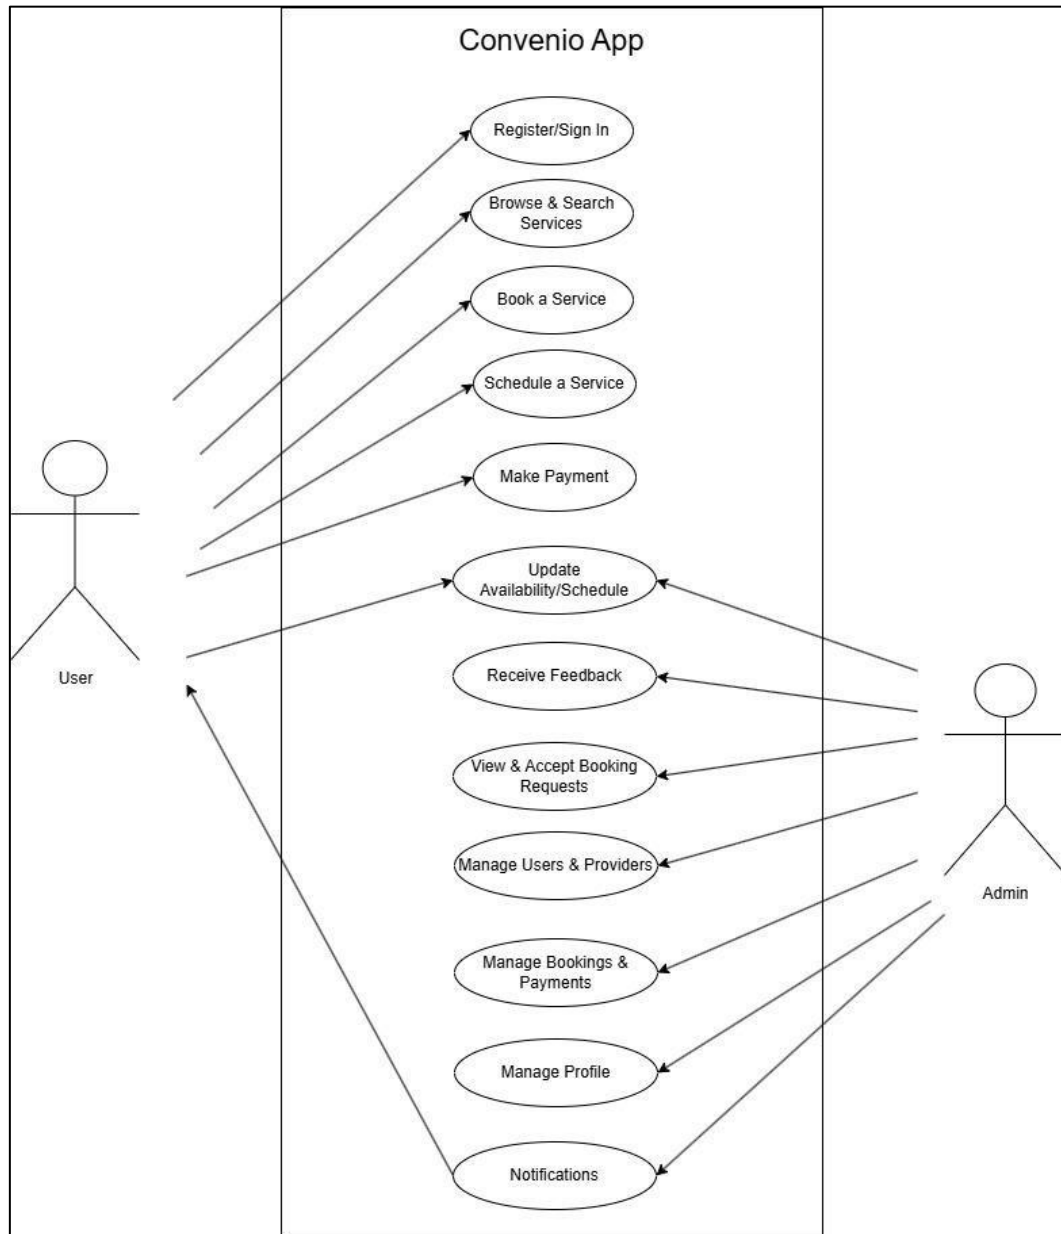 Convenio App
Register/Sign In
Browse & Search
Services
Book a Service
Schedule a Service
Make Payment
Update
Availability/Schedule
User
Receive Feedback
View & Accept Booking
Requests
Manage Users & Providers
Admin
Manage Bookings &
Payments
Manage Profile
Notifications